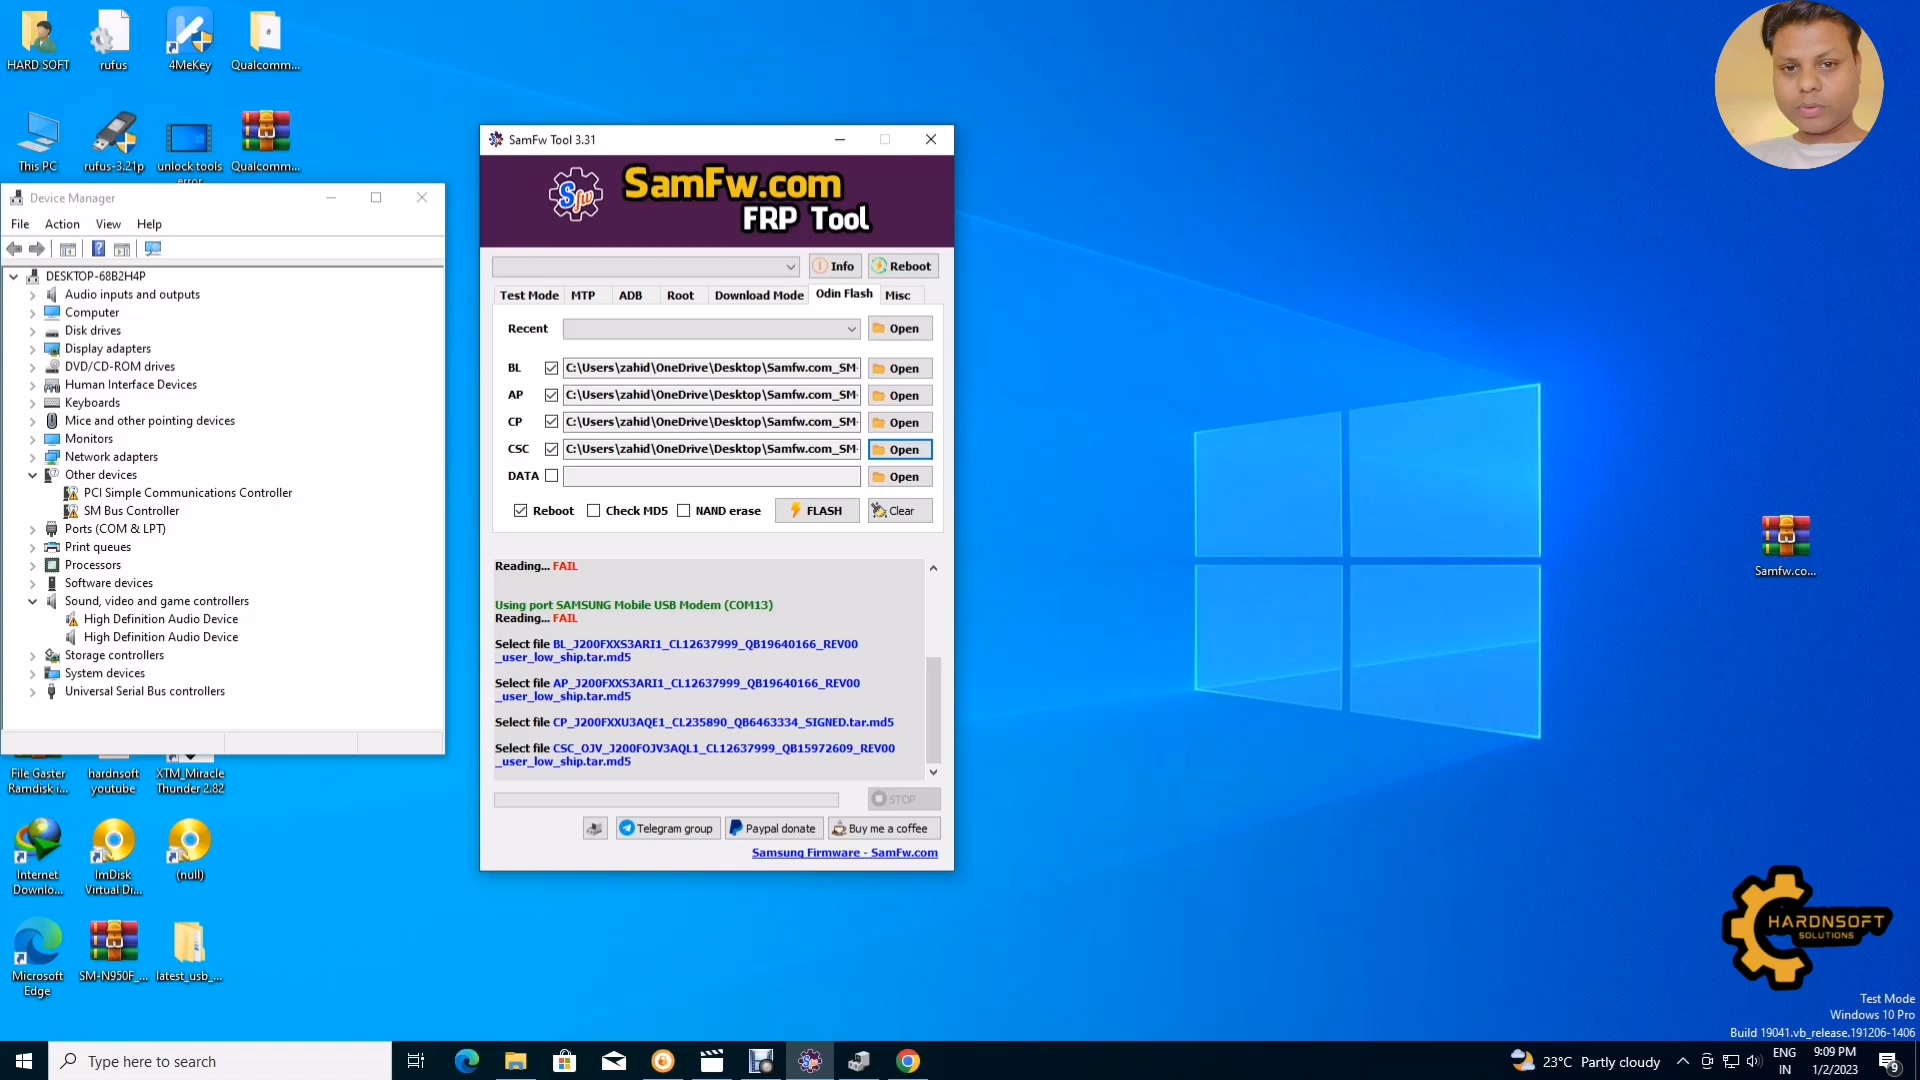 HARD SOFT
rufus
4MeKey
Qualcomm...
This PC
rufus-3.21p
unlock tools
Qualcomm...
Device Manager
File Action View Help
DESKTOP-68B2H4P
Audio inputs and outputs
Computer
Disk drives
Display adapters
DVD/CD-ROM drives
Human Interface Devices
Keyboards
Mice and other pointing devices
Monitors
Network adapters
Other devices
PCI Simple Communications Controller
SM Bus Controller
Ports (COM & LPT)
Print queues
Processors
Software devices
Sound, video and game controllers
High Definition Audio Device
High Definition Audio Device
Storage controllers
System devices
Universal Serial Bus controllers
File Gaster
Ramdisk i...
hardnsoft
youtube
XTM_Miracle
Thunder 2.82
Internet
Downlo...
ImDisk
Virtual Di...
(null)
Microsoft
Edge
SM-N950F_...
latest_usb_...
SamFw Tool 3.31
Sfw
SamFw.com
FRP Tool
Info
Reboot
Test Mode MTP ADB Root Download Mode Odin Flash Misc
Recent Open
BL C:\Users\zahid\OneDrive\Desktop\Samfw.com_SM- Open
AP C:\Users\zahid\OneDrive\Desktop\Samfw.com_SM- Open
CP C:\Users\zahid\OneDrive\Desktop\Samfw.com_SM- Open
CSC C:\Users\zahid\OneDrive\Desktop\Samfw.com_SM- Open
DATA Open
Reboot Check MD5 NAND erase FLASH Clear
Reading... FAIL
Using port SAMSUNG Mobile USB Modem (COM13)
Reading... FAIL
Select file BL_J200FXXS3ARI1_CL12637999_QB19640166_REV00
_user_low_ship.tar.md5
Select file AP_J200FXXS3ARI1_CL12637999_QB19640166_REV00
_user_low_ship.tar.md5
Select file CP_J200FXXU3AQE1_CL235890_QB6463334_SIGNED.tar.md5
Select file CSC_OJV_J200FOJV3AQL1_CL12637999_QB15972609_REV00
_user_low_ship.tar.md5
STOP
Telegram group
Paypal donate
Buy me a coffee
Samsung Firmware - SamFw.com
Samfw.co...
HARDNSOFT
SOLUTIONS
Test Mode
Windows 10 Pro
Build 19041.vb_release.191206-1406
Type here to search
23°C Partly cloudy
ENG
IN
9:09 PM
1/2/2023
9